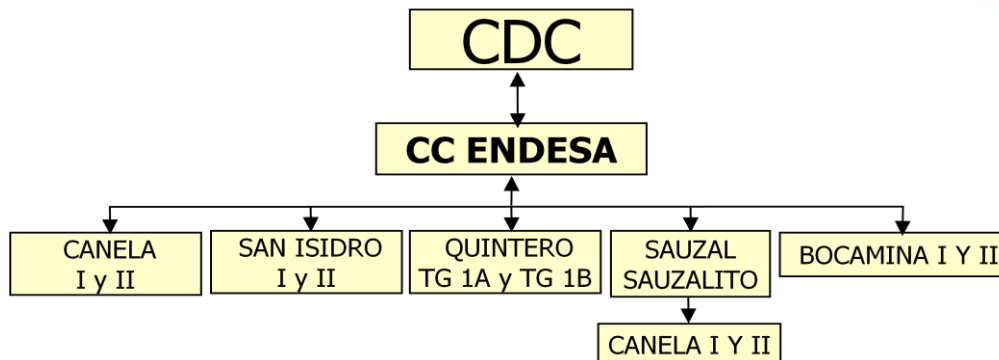 CDC
CC ENDESA
CANELA
I y II
SAN ISIDRO
I y II
QUINTERO
TG 1A y TG 1B
SAUZAL
SAUZALITO
BOCAMINA I Y II
CANELA I Y II